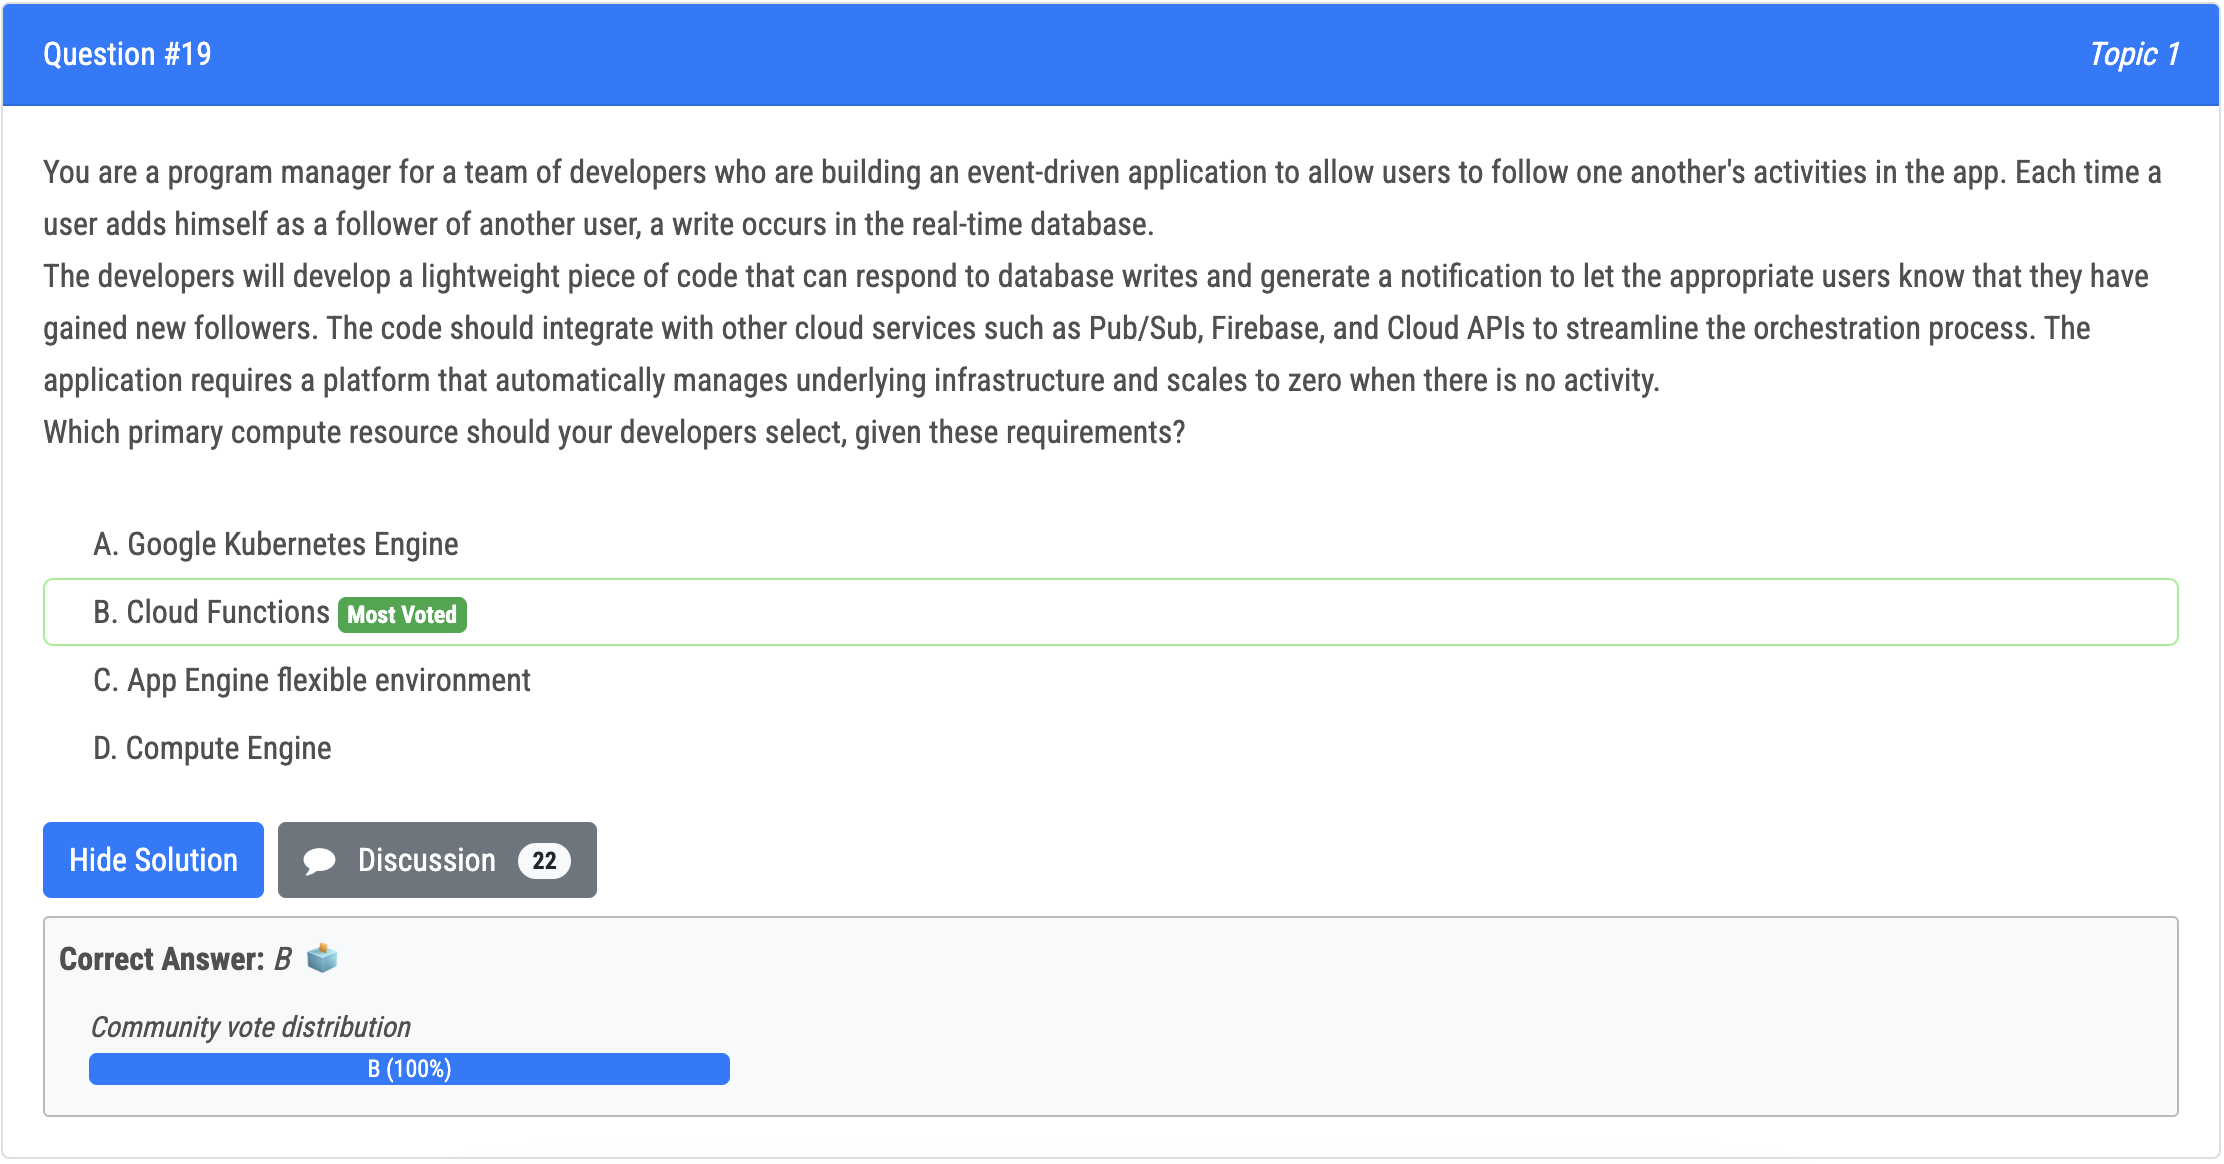 Question #19
Topic 1
You are a program manager for a team of developers who are building an event-driven application to allow users to follow one another's activities in the app. Each time a
user adds himself as a follower of another user, a write occurs in the real-time database.
The developers will develop a lightweight piece of code that can respond to database writes and generate a notification to let the appropriate users know that they have
gained new followers. The code should integrate with other cloud services such as Pub/Sub, Firebase, and Cloud APIs to streamline the orchestration process. The
application requires a platform that automatically manages underlying infrastructure and scales to zero when there is no activity.
Which primary compute resource should your developers select, given these requirements?
A. Google Kubernetes Engine
B. Cloud Functions Most Voted
C. App Engine flexible environment
D. Compute Engine
Hide Solution
Discussion 22
Correct Answer: B
Community vote distribution
B (100%)